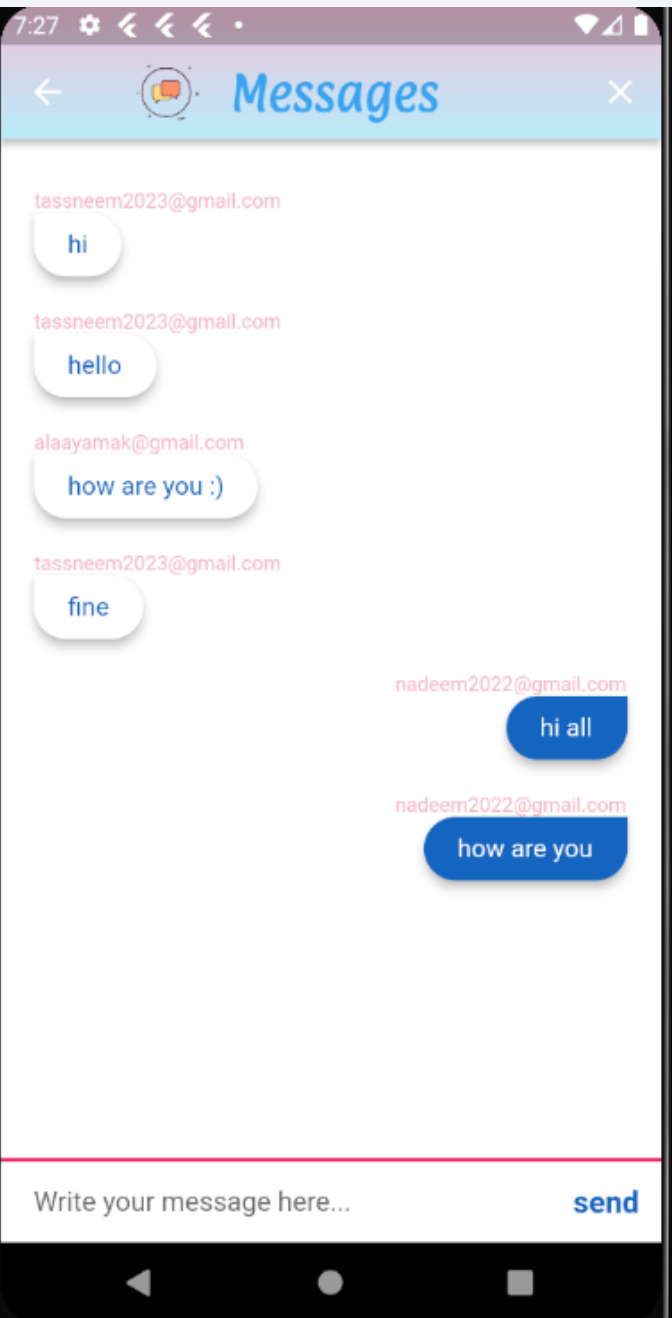 7:27
Messages
tassneem2023@gmail.com
hi
tassneem2023@gmail.com
hello
alaayamak@gmail.com
how are you :)
tassneem2023@gmail.com
fine
nadeem2022@gmail.com
hi all
nadeem2022@gmail.com
how are you
Write your message here... send